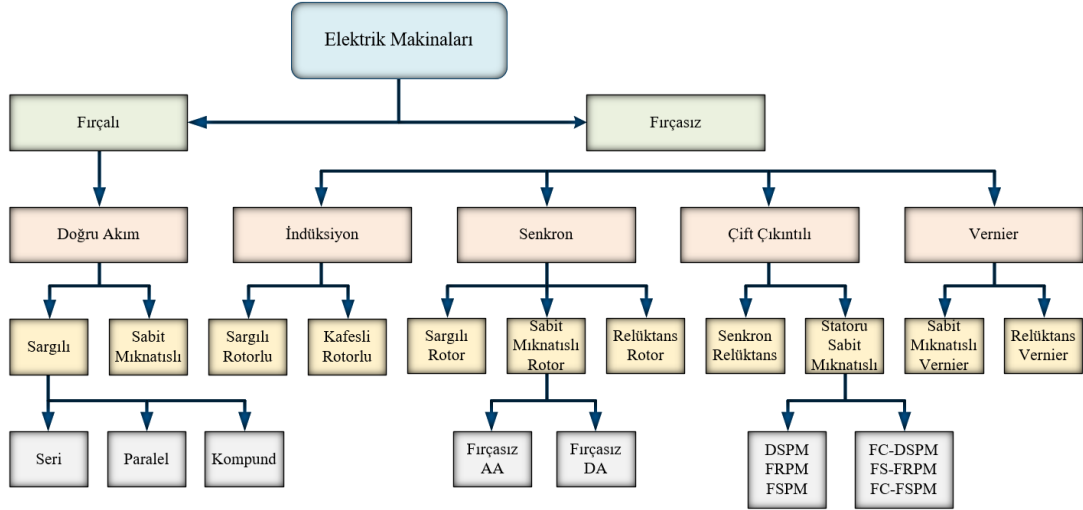 Elektrik Makinaları
Fırçalı
Fırçasız
Doğru Akım
İndüksiyon
Senkron
Çift Çıkıntılı
Vernier
Sargılı
Sabit
Mıknatıslı
Sargılı
Rotorlu
Kafesli
Rotorlu
Sargılı
Rotor
Sabit
Mıknatıslı
Rotor
Relüktans
Rotor
Senkron
Relüktans
Statoru
Sabit
Mıknatıslı
Sabit
Mıknatıslı
Vernier
Relüktans
Vernier
Seri
Paralel
Kompund
Fırçasız
AA
Fırçasız
DA
DSPM
FRPM
FSPM
FC-DSPM
FS-FRPM
FC-FSPM